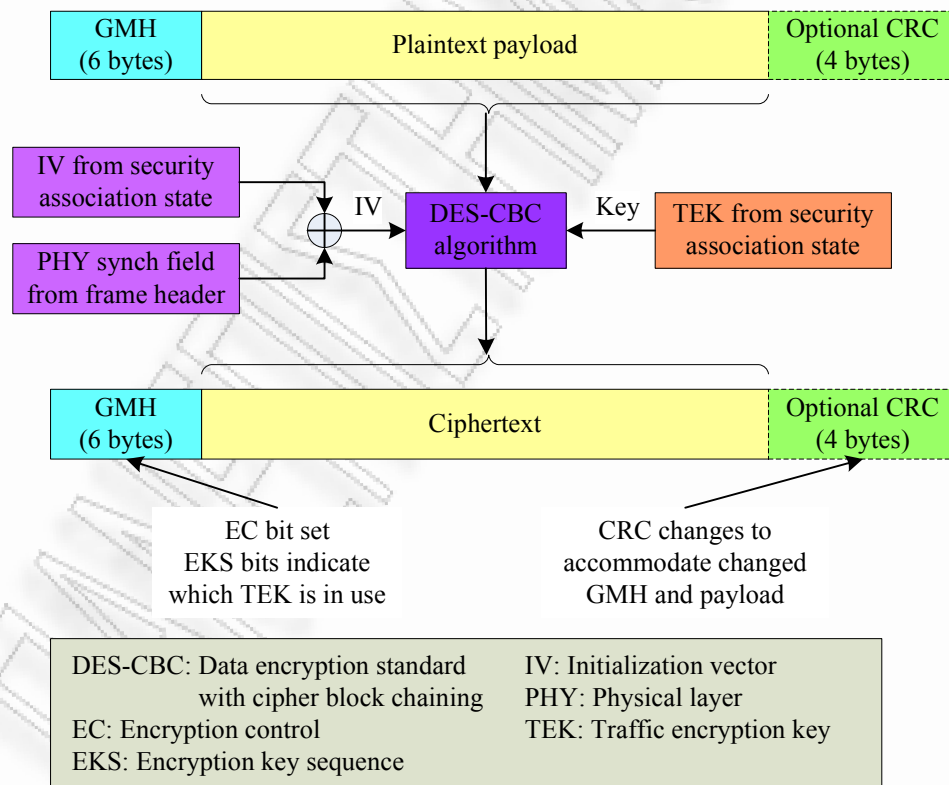 GMH
(6 bytes)
Plaintext payload
Optional CRC
(4 bytes)
IV from security
association state
IV
DES-CBC
algorithm
Key
TEK from security
association state
PHY synch field
from frame header
GMH
(6 bytes)
Ciphertext
Optional CRC
(4 bytes)
EC bit set
EKS bits indicate
which TEK is in use
CRC changes to
accommodate changed
GMH and payload
DES-CBC: Data encryption standard
with cipher block chaining
EC: Encryption control
EKS: Encryption key sequence
IV: Initialization vector
PHY: Physical layer
TEK: Traffic encryption key